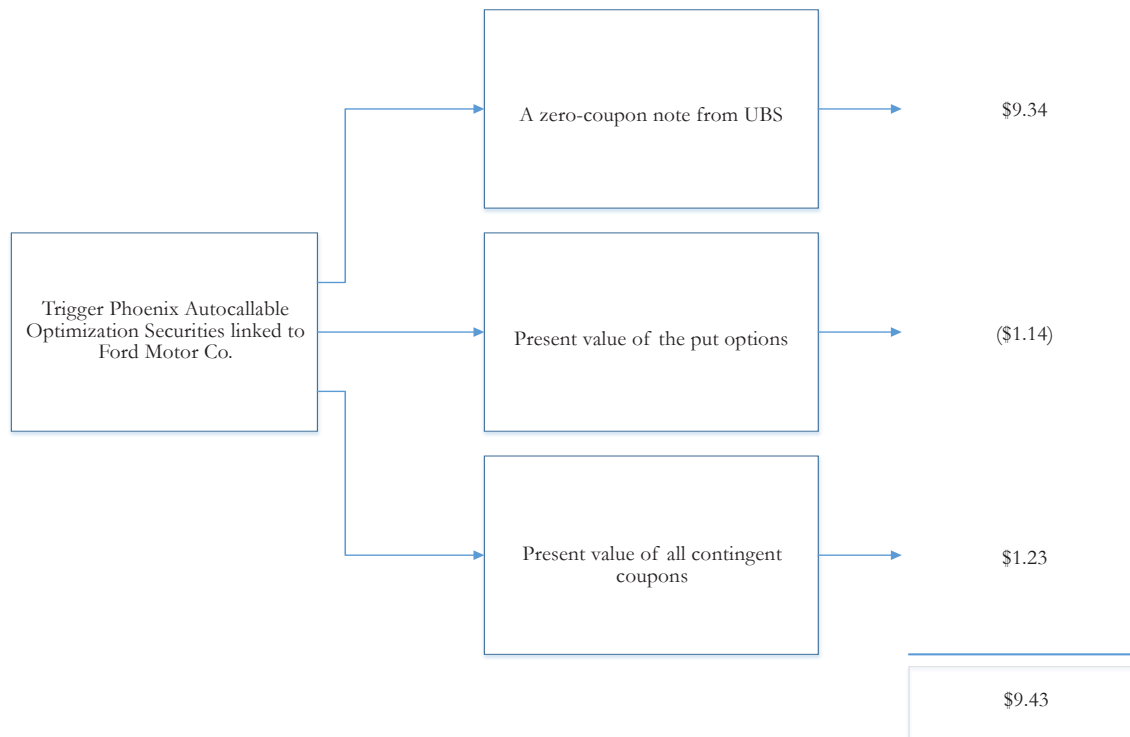 A zero-coupon note from UBS
$9.34
Trigger Phoenix Autocallable
Optimization Securities linked to
Ford Motor Co.
Present value of the put options
($1.14)
Present value of all contingent
coupons
$1.23
$9.43